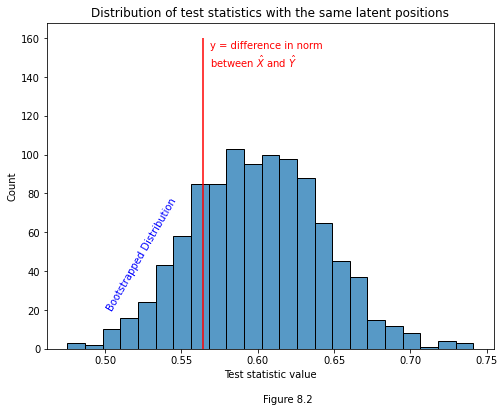 Distribution of test statistics with the same latent positions
160
140
120
100
80
60
40
20
0
Count
y = difference in norm
between X̂ and Ŷ
Bootstrapped Distribution
0.50 0.55 0.60 0.65 0.70 0.75
Test statistic value
Figure 8.2